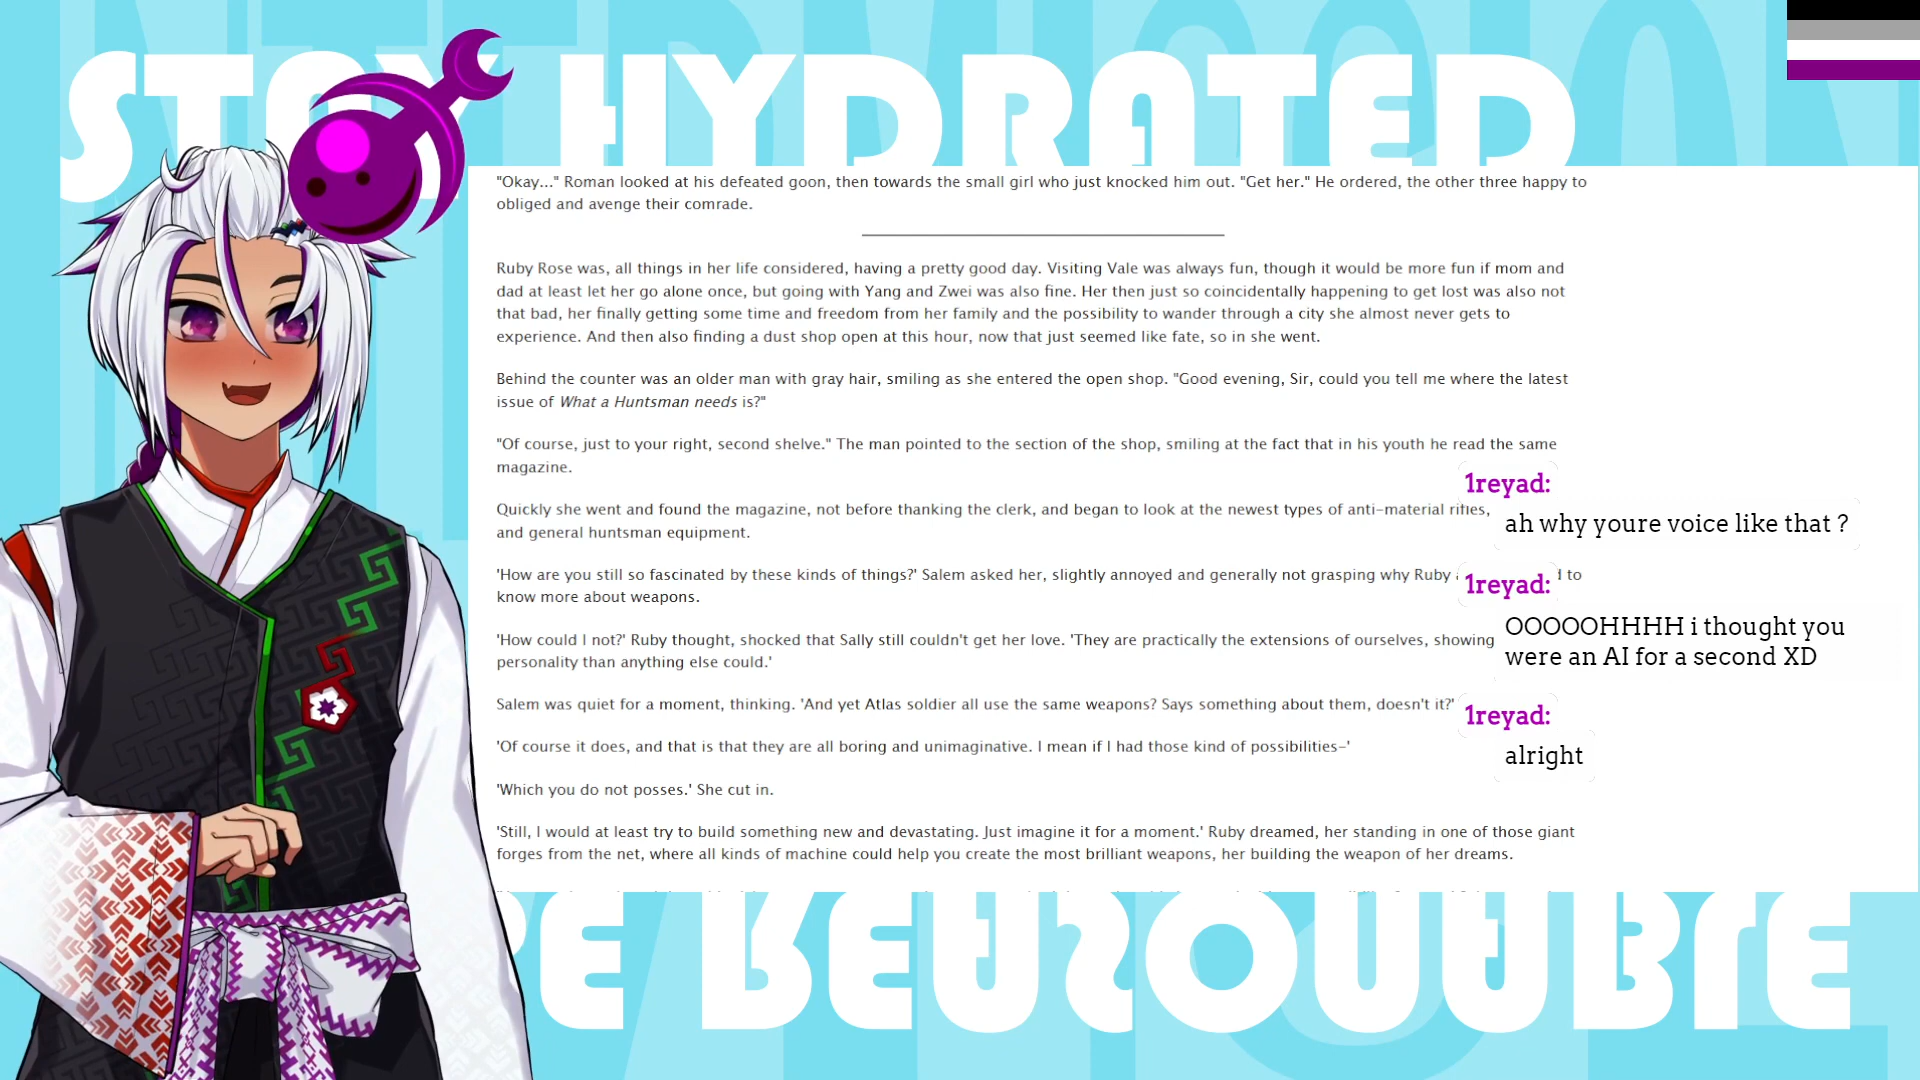 STAY HYDRATED
"Okay..." Roman looked at his defeated goon, then towards the small girl who just knocked him out. "Get her." He ordered, the other three happy to
obliged and avenge their comrade.
Ruby Rose was, all things in her life considered, having a pretty good day. Visiting Vale was always fun, though it would be more fun if mom and
dad at least let her go alone once, but going with Yang and Zwei was also fine. Her then just so coincidentally happening to get lost was also not
that bad, her finally getting some time and freedom from her family and the possibility to wander through a city she almost never gets to
experience. And then also finding a dust shop open at this hour, now that just seemed like fate, so in she went.
Behind the counter was an older man with gray hair, smiling as she entered the open shop. "Good evening, Sir, could you tell me where the latest
issue of What a Huntsman needs is?"
"Of course, just to your right, second shelve." The man pointed to the section of the shop, smiling at the fact that in his youth he read the same
magazine.
Quickly she went and found the magazine, not before thanking the clerk, and began to look at the newest types of anti-material rifles,
and general huntsman equipment.
'How are you still so fascinated by these kinds of things?' Salem asked her, slightly annoyed and generally not grasping why Ruby to
know more about weapons.
'How could I not?' Ruby thought, shocked that Sally still couldn't get her love. 'They are practically the extensions of ourselves, showing
personality than anything else could.'
Salem was quiet for a moment, thinking. 'And yet Atlas soldier all use the same weapons? Says something about them, doesn't it?'
'Of course it does, and that is that they are all boring and unimaginative. I mean if I had those kind of possibilities-'
'Which you do not posses.' She cut in.
'Still, I would at least try to build something new and devastating. Just imagine it for a moment.' Ruby dreamed, her standing in one of those giant
forges from the net, where all kinds of machine could help you create the most brilliant weapons, her building the weapon of her dreams.
1reyad:
ah why youre voice like that ?
1reyad:
OOOOOHHHH i thought you
were an AI for a second XD
1reyad:
alright